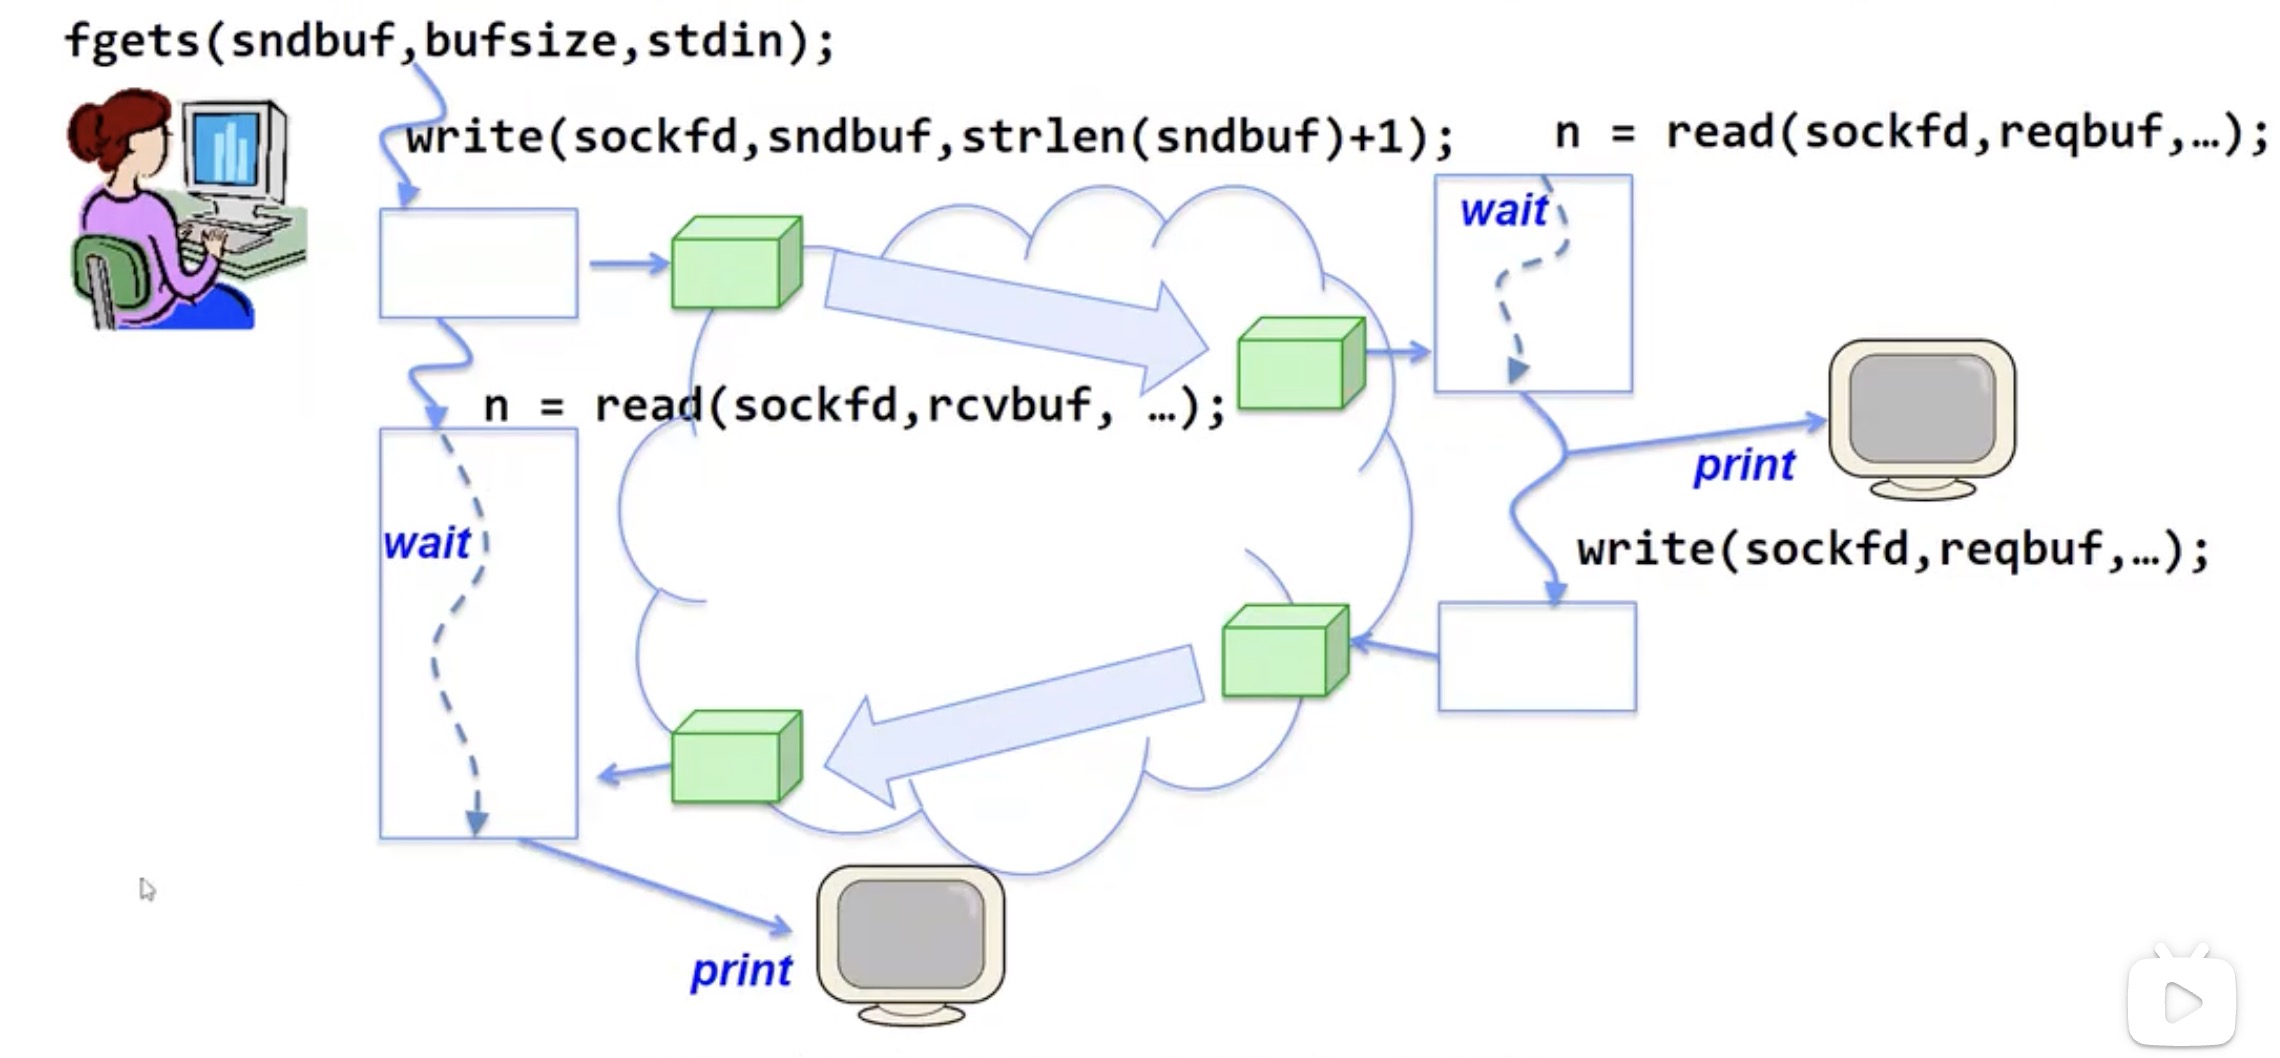 fgets(sndbuf,bufsize,stdin);
write(sockfd,sndbuf,strlen(sndbuf)+1);
n = read(sockfd,reqbuf,…);
wait
n = read(sockfd,rcvbuf, …);
print
wait
write(sockfd,reqbuf,…);
print